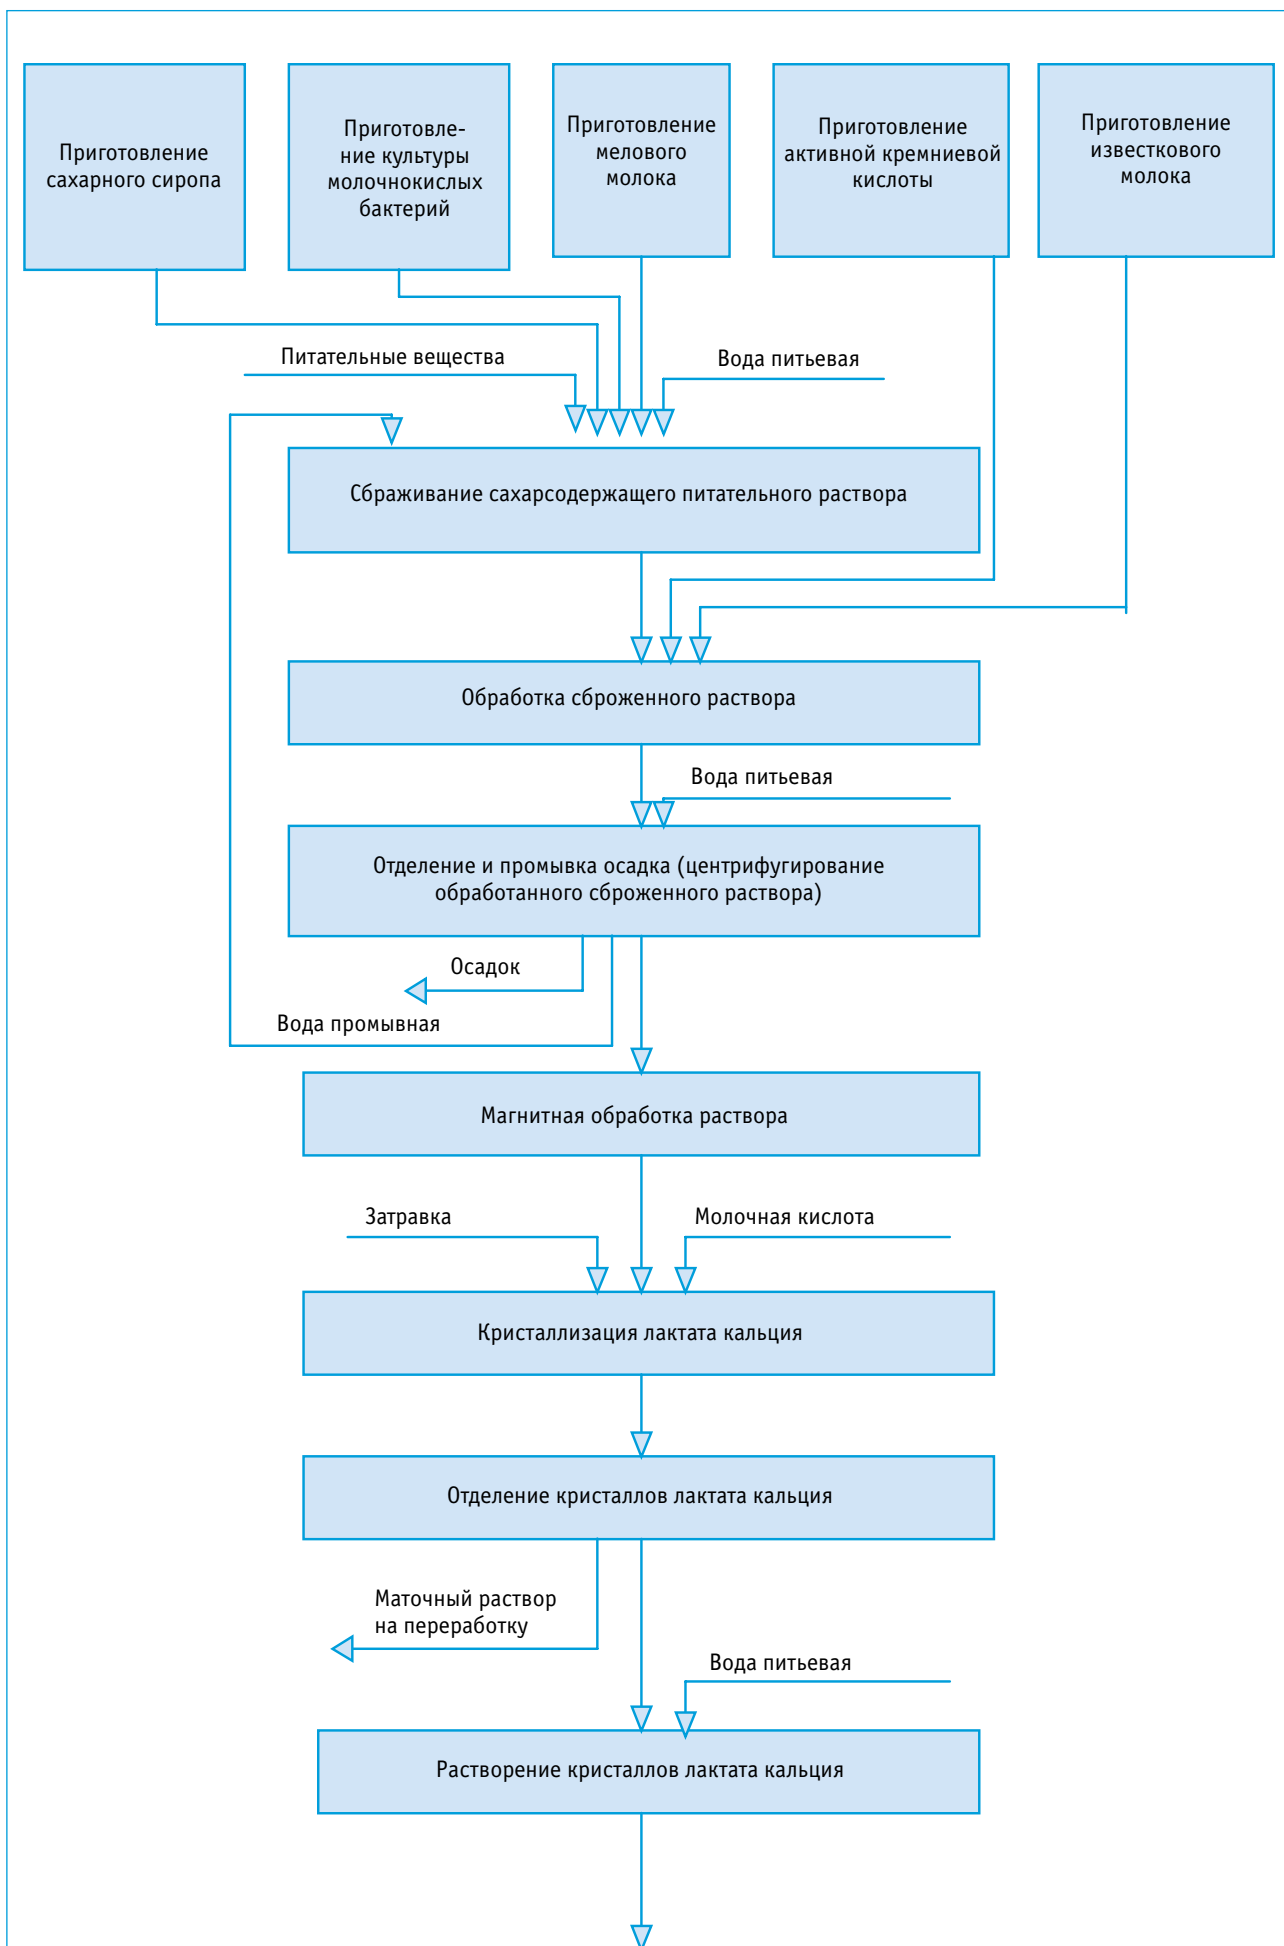 Приготовление
сахарного сиропа
Приготовле-
ние культуры
молочнокислых
бактерий
Приготовление
мелового
молока
Приготовление
активной кремниевой
кислоты
Приготовление
известкового
молока
Питательные вещества
Вода питьевая
Сбраживание сахарсодержащего питательного раствора
Обработка сброженного раствора
Вода питьевая
Отделение и промывка осадка (центрифугирование
обработанного сброженного раствора)
Осадок
Вода промывная
Магнитная обработка раствора
Затравка
Молочная кислота
Кристаллизация лактата кальция
Отделение кристаллов лактата кальция
Маточный раствор
на переработку
Вода питьевая
Растворение кристаллов лактата кальция